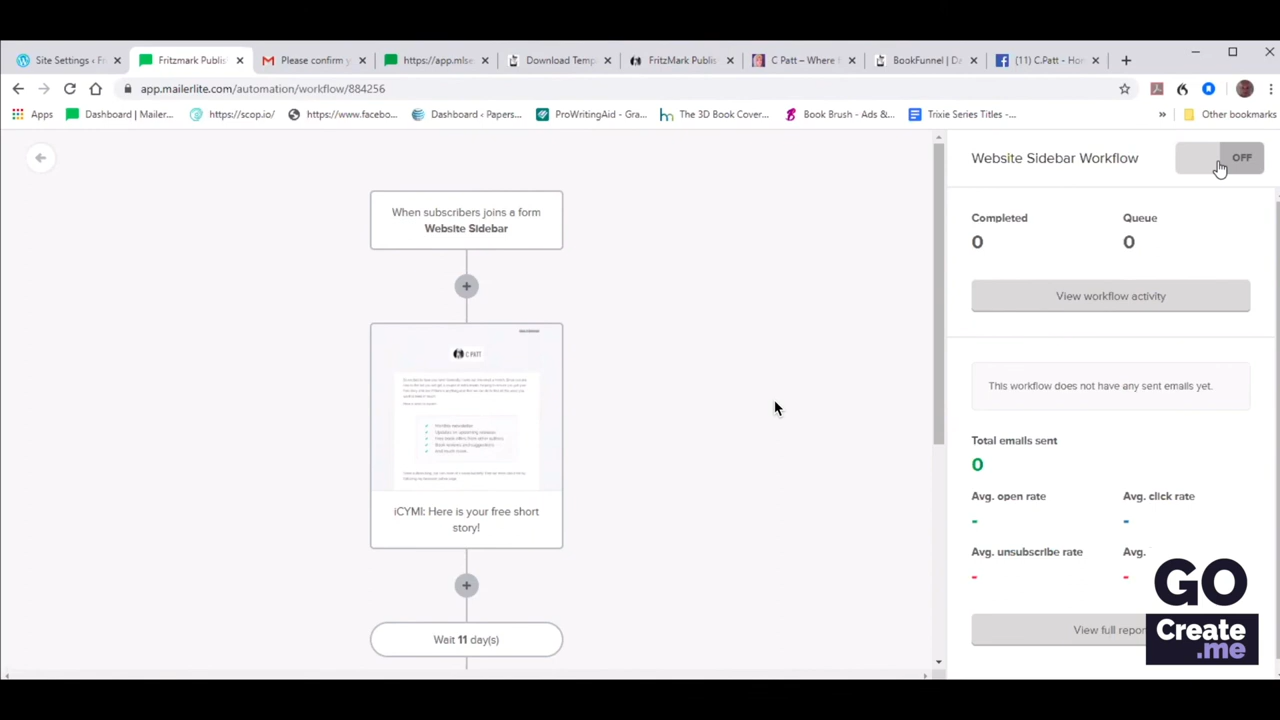 Site Settings ‹ Fr
Fritzmark Publis
Please confirm y
https://app.mlse
Download Temp
FritzMark Publis
C Patt – Where
BookFunnel | Da
(11) C.Patt - Ho
app.mailerlite.com/automation/workflow/884256
Apps
Dashboard | Mailer...
https://scop.io/
https://www.facebo...
Dashboard ‹ Papers...
ProWritingAid - Gra...
The 3D Book Cover...
Book Brush - Ads &...
Trixie Series Titles -...
»
Other bookmarks
Website Sidebar Workflow
OFF
When subscribers joins a form
Website Sidebar
Completed
Queue
0
0
View workflow activity
C PATT
Monthly newsletter
This workflow does not have any sent emails yet.
Total emails sent
0
Avg. open rate
Avg. click rate
-
-
iCYMI: Here is your free short
story!
Avg. unsubscribe rate
Avg.
-
-
Wait 11 day(s)
View full repor
GO
Create
.me